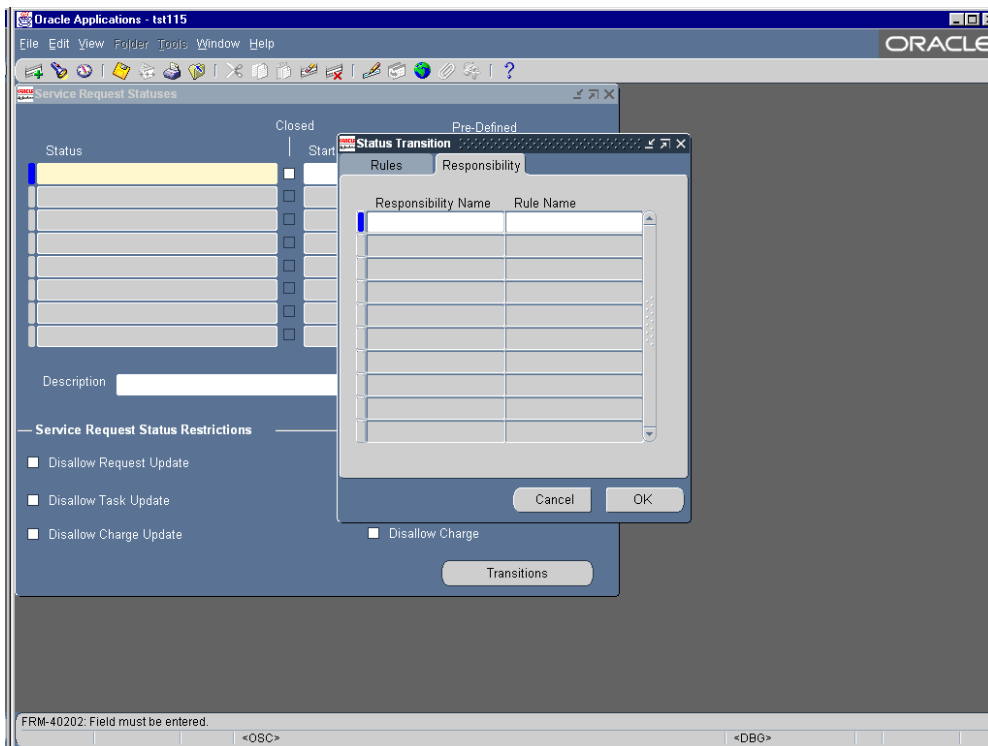 Oracle Applications - tst115
File Edit View Folder Tools Window Help
ORACLE
Service Request Statuses
Closed
Pre-Defined
Status
Start
Status Transition
Rules
Responsibility
Responsibility Name
Rule Name
Description
Service Request Status Restrictions
Disallow Request Update
Disallow Task Update
Cancel
OK
Disallow Charge Update
Disallow Charge
Transitions
FRM-40202: Field must be entered.
<OSC>
<DBG>